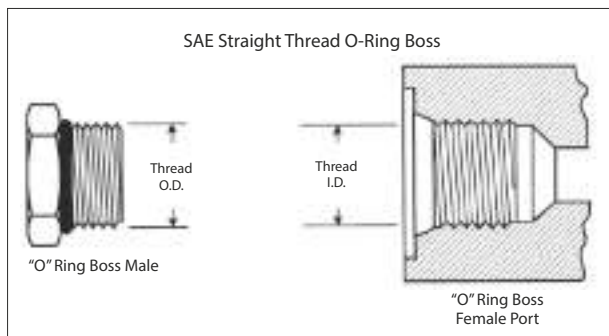 SAE Straight Thread O-Ring Boss
Thread
O.D.
Thread
I.D.
"O" Ring Boss Male
"O" Ring Boss
Female Port